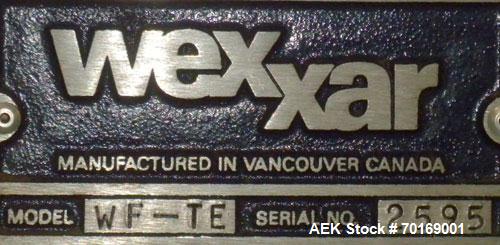 wexxar
MANUFACTURED IN VANCOUVER CANADA
MODEL WF-TE SERIAL NO. 2595
AEK Stock # 70169001